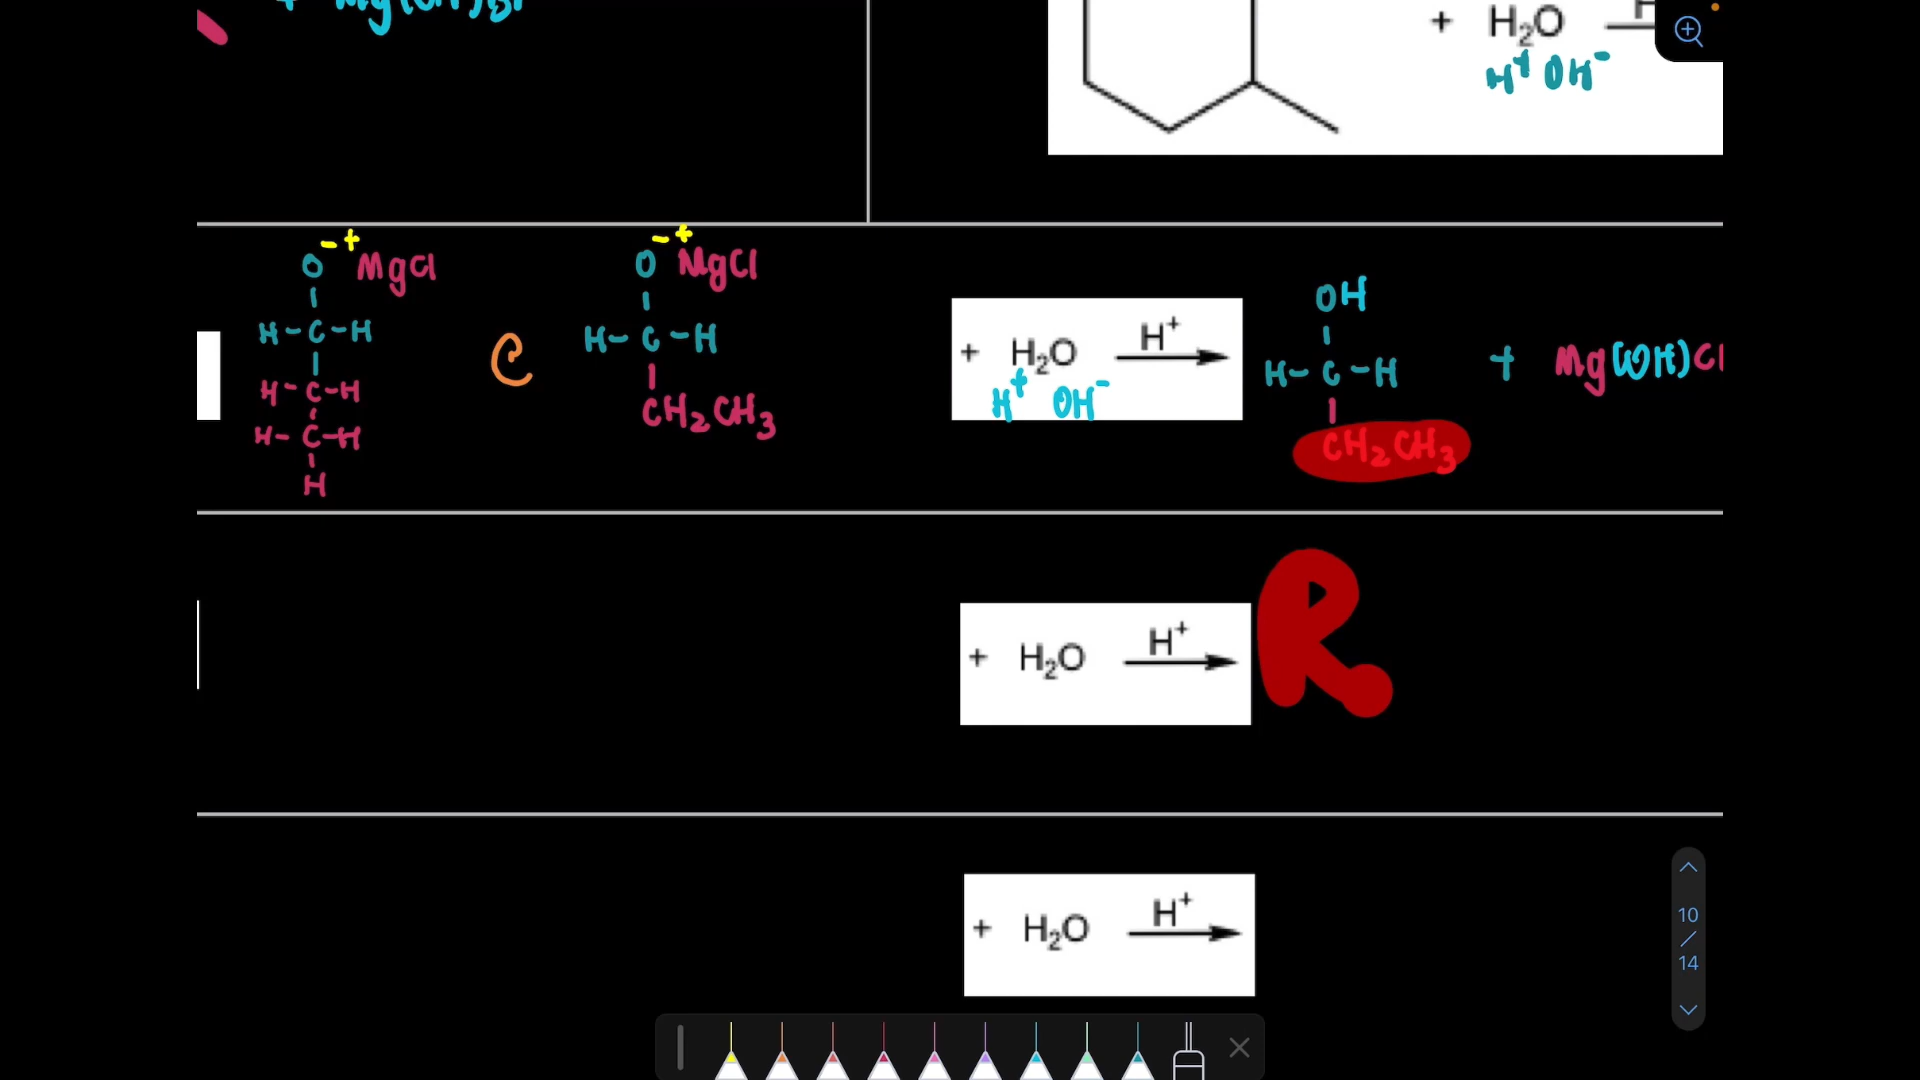 + H₂O
H⁺ OH⁻
O⁻ ⁺MgCl
H-C-H
H-C-H
H-C-H
H
C
O⁻ ⁺MgCl
H-C-H
CH₂CH₃
+ H₂O H⁺
H⁺ OH⁻
OH
H-C-H
CH₂CH₃
+ Mg(OH)Cl
+ H₂O H⁺
R
+ H₂O H⁺
10
/
14